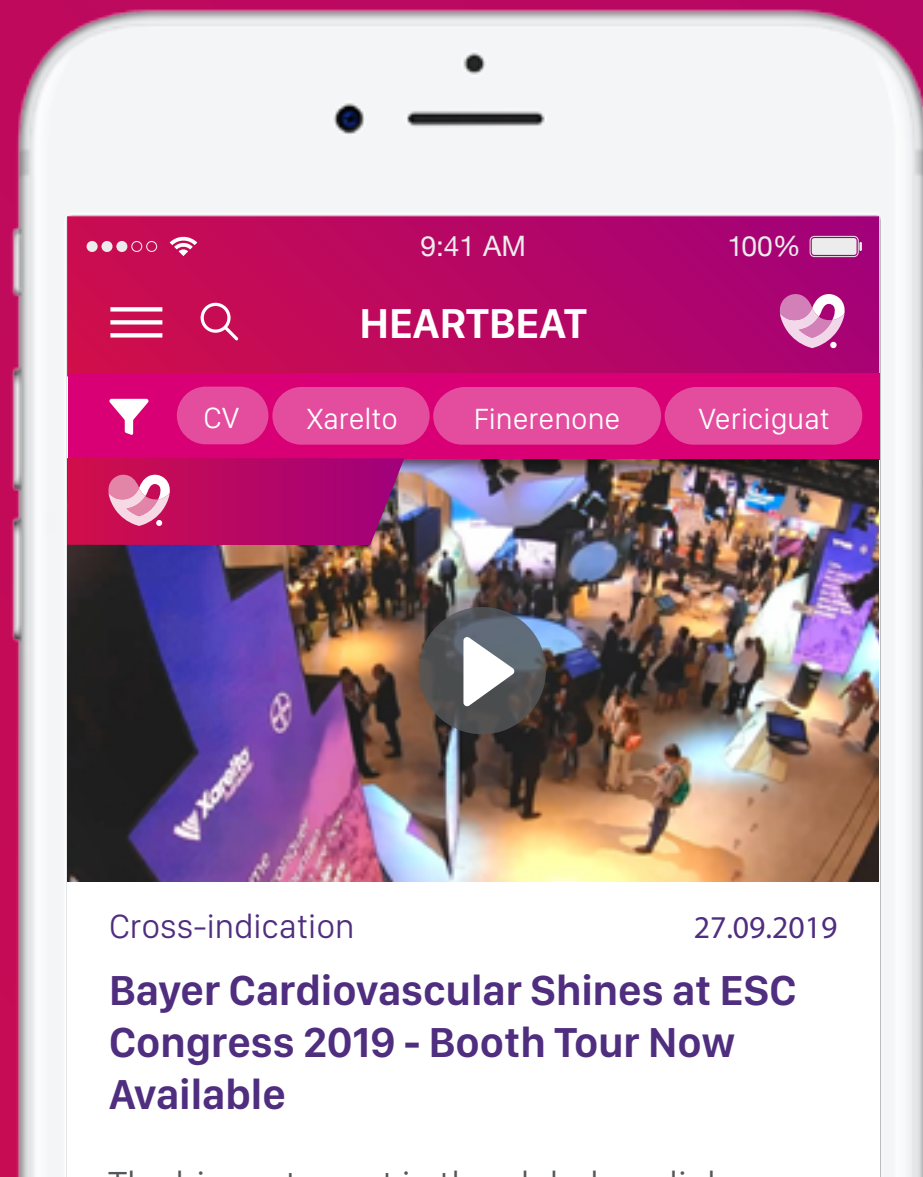 9:41 AM
100%
HEARTBEAT
CV
Xarelto
Finerenone
Vericiguat
Xarelto
Cross-indication
27.09.2019
Bayer Cardiovascular Shines at ESC
Congress 2019 - Booth Tour Now
Available